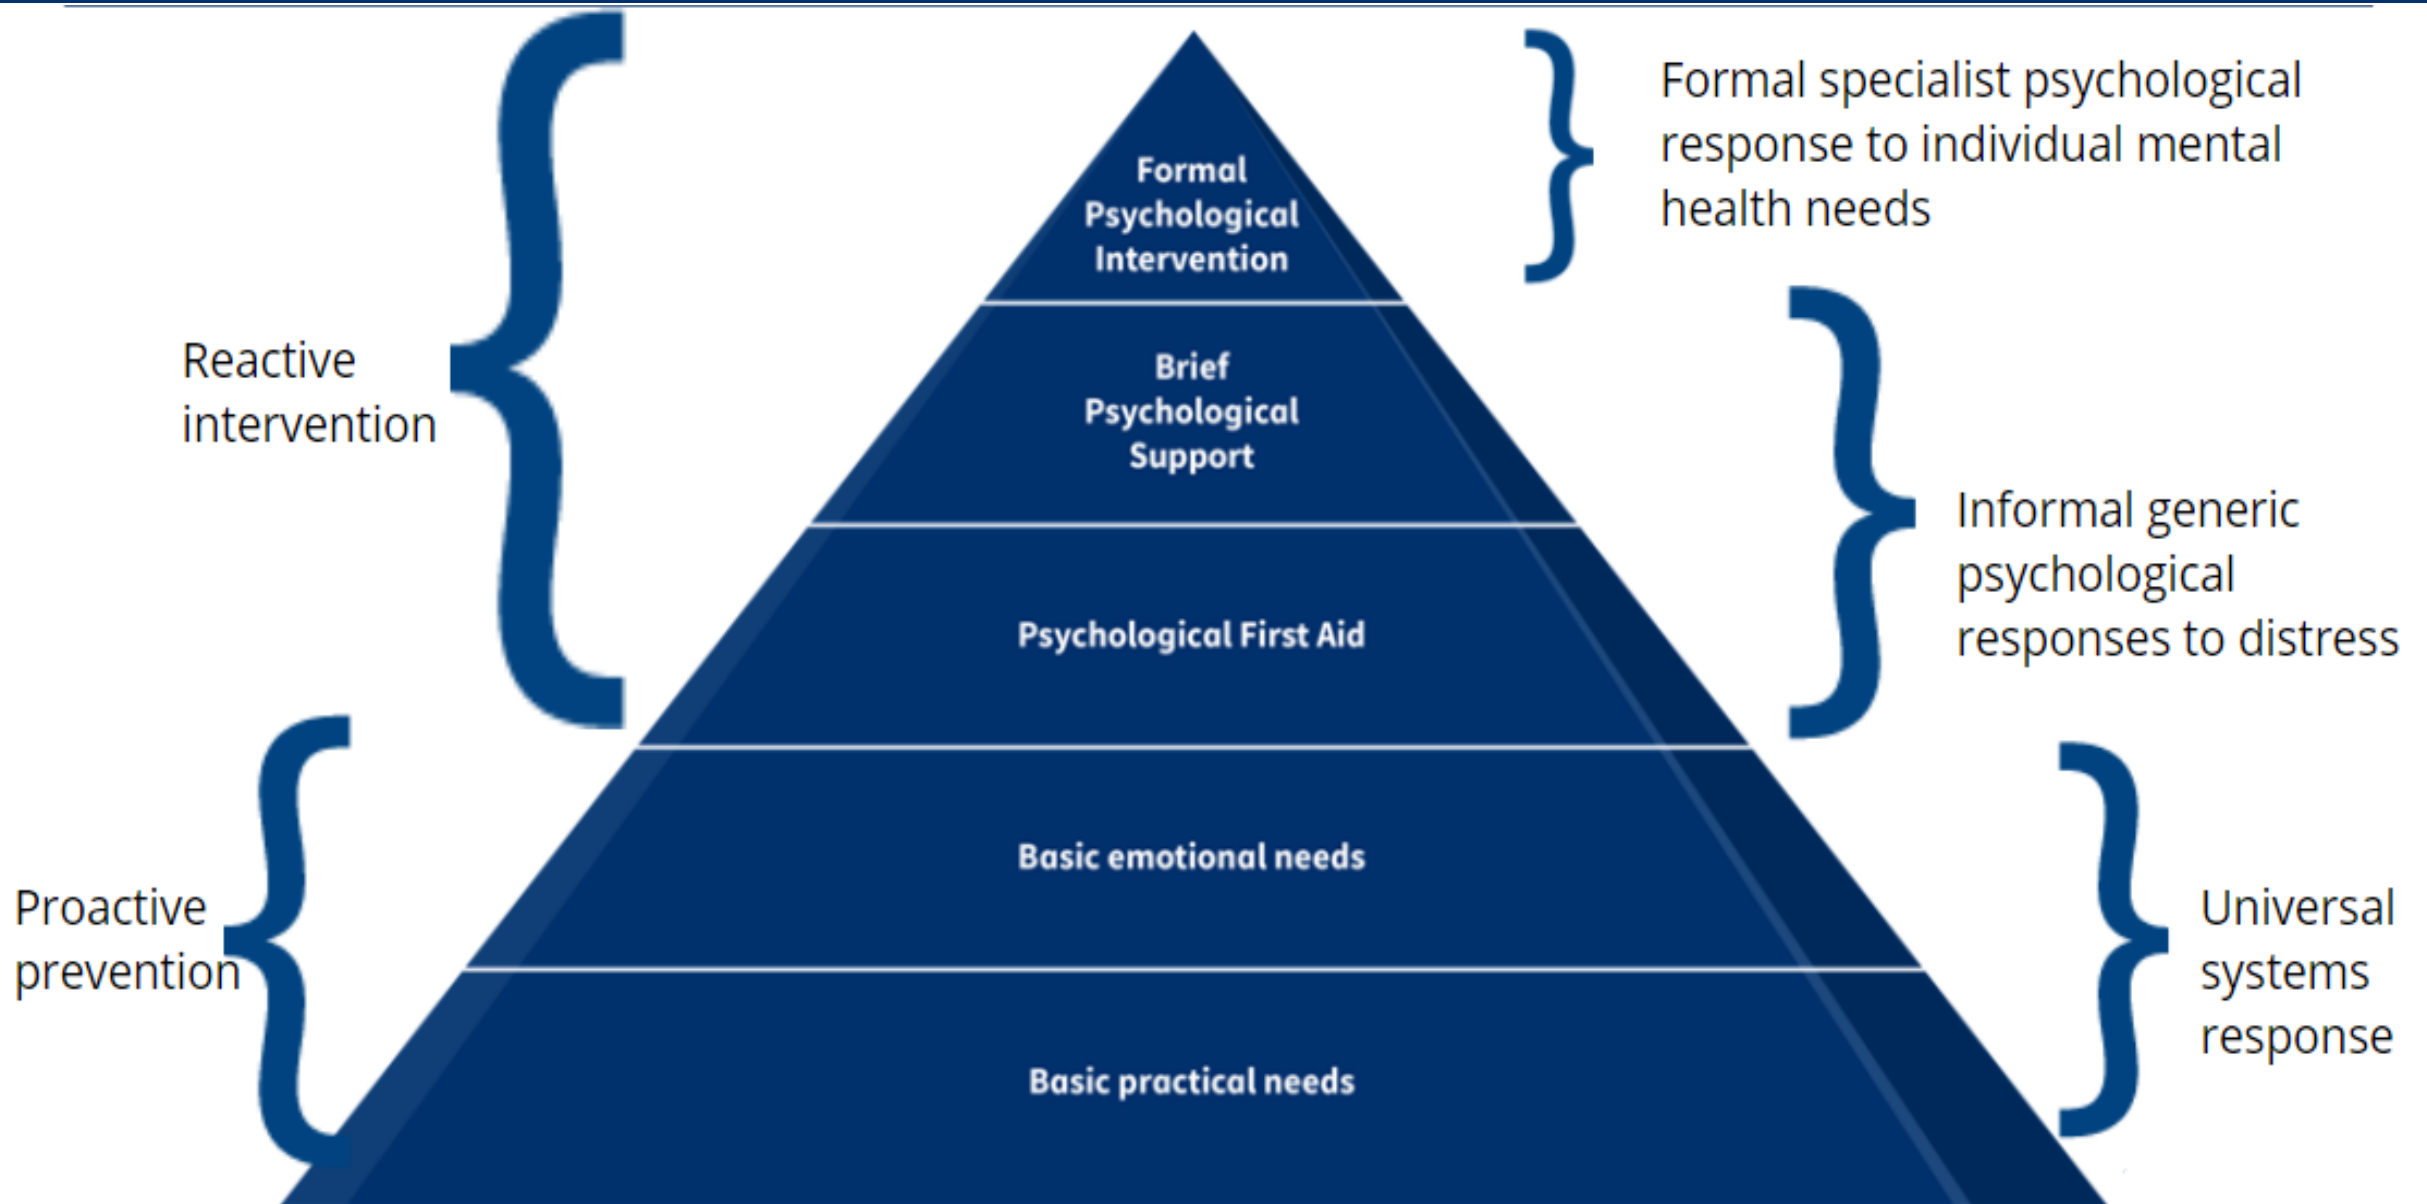 Formal specialist psychological
response to individual mental
health needs
Formal
Psychological
Intervention
Reactive
intervention
Brief
Psychological
Support
Informal generic
psychological
responses to distress
Psychological First Aid
Basic emotional needs
Proactive
prevention
Universal
systems
response
Basic practical needs